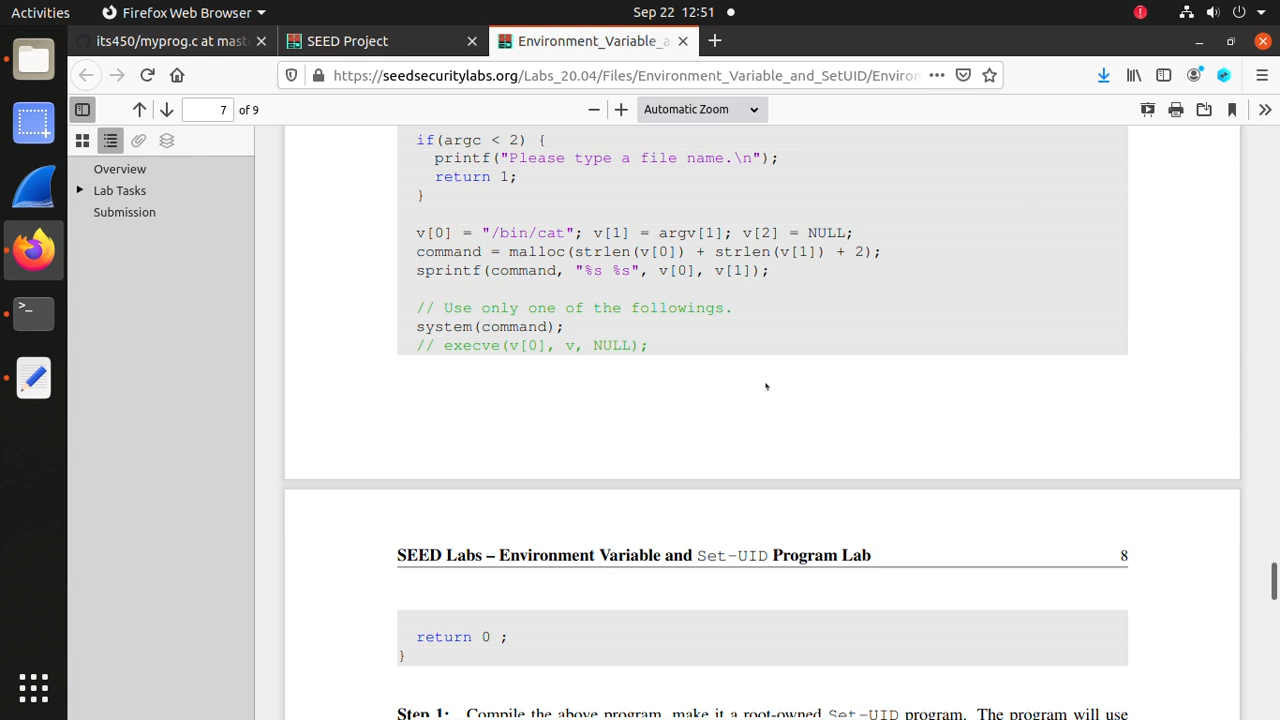 Activities
Firefox Web Browser
Sep 22 12:51
its450/myprog.c at mast
SEED Project
Environment_Variable_a
https://seedsecuritylabs.org/Labs_20.04/Files/Environment_Variable_and_SetUID/Environ
7 of 9
Automatic Zoom
Overview
Lab Tasks
Submission
if(argc < 2) {
printf("Please type a file name.\n");
return 1;
}
v[0] = "/bin/cat"; v[1] = argv[1]; v[2] = NULL;
command = malloc(strlen(v[0]) + strlen(v[1]) + 2);
sprintf(command, "%s %s", v[0], v[1]);
// Use only one of the followings.
system(command);
// execve(v[0], v, NULL);
SEED Labs – Environment Variable and Set-UID Program Lab 8
return 0 ;
}
Step 1: Compile the above program, make it a root-owned Set-UID program. The program will use